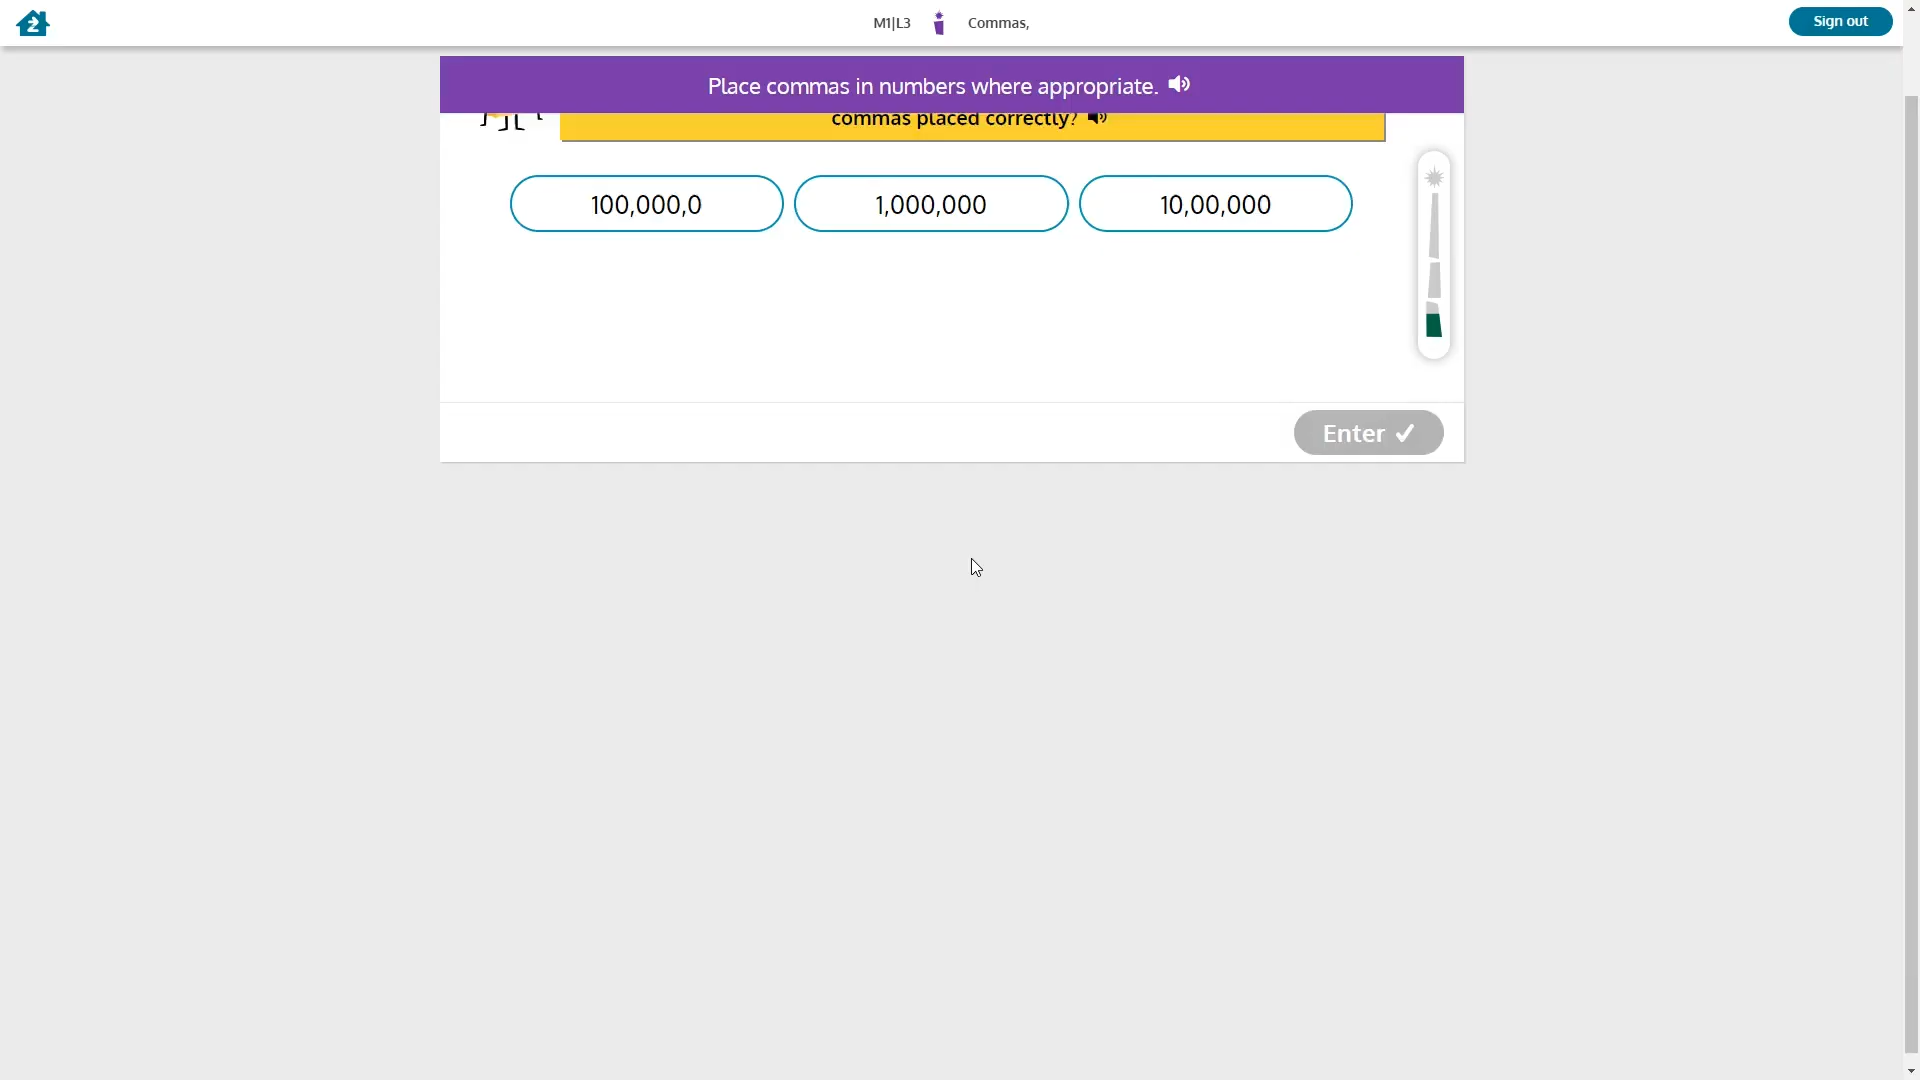 M1|L3 Commas,
Sign out
Place commas in numbers where appropriate.
commas placed correctly?
100,000,0
1,000,000
10,00,000
Enter